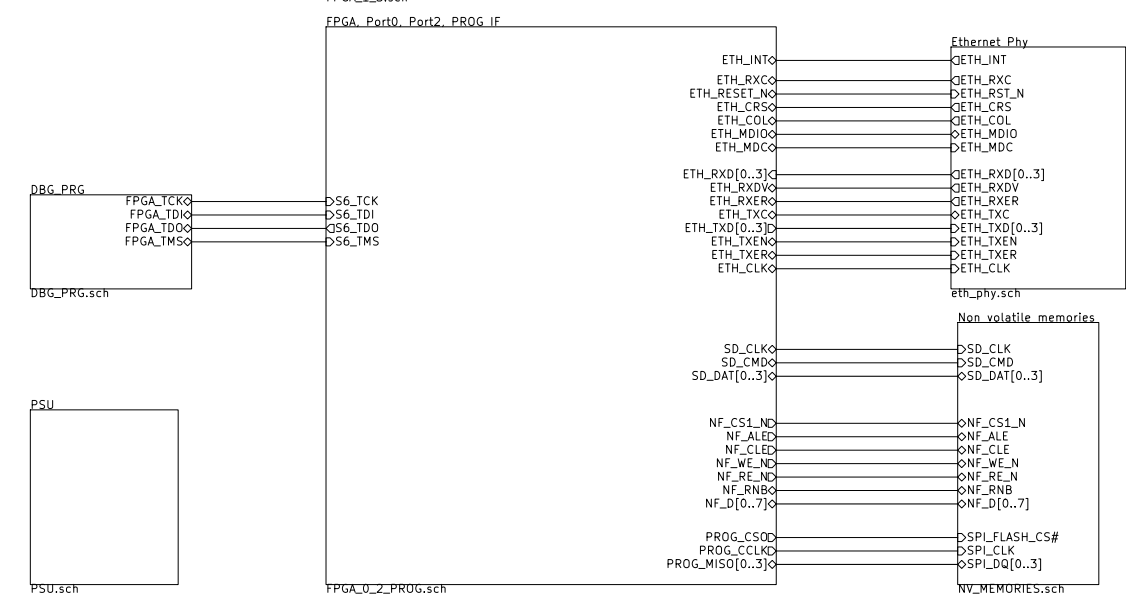 FPGA, Port0, Port2, PROG IF
Ethernet Phy
ETH_INT
ETH_INT
ETH_RXC
ETH_RXC
ETH_RESET_N
ETH_RST_N
ETH_CRS
ETH_CRS
ETH_COL
ETH_COL
ETH_MDIO
ETH_MDIO
ETH_MDC
ETH_MDC
ETH_RXD[0..3]
ETH_RXD[0..3]
ETH_RXDV
ETH_RXDV
ETH_RXER
ETH_RXER
ETH_TXC
ETH_TXC
ETH_TXD[0..3]
ETH_TXD[0..3]
ETH_TXEN
ETH_TXEN
ETH_TXER
ETH_TXER
ETH_CLK
ETH_CLK
eth_phy.sch
DBG_PRG
FPGA_TCK
S6_TCK
FPGA_TDI
S6_TDI
FPGA_TDO
S6_TDO
FPGA_TMS
S6_TMS
DBG_PRG.sch
Non volatile memories
SD_CLK
SD_CLK
SD_CMD
SD_CMD
SD_DAT[0..3]
SD_DAT[0..3]
NF_CS1_N
NF_CS1_N
NF_ALE
NF_ALE
NF_CLE
NF_CLE
NF_WE_N
NF_WE_N
NF_RE_N
NF_RE_N
NF_RNB
NF_RNB
NF_D[0..7]
NF_D[0..7]
PROG_CSO
SPI_FLASH_CS#
PROG_CCLK
SPI_CLK
PROG_MISO[0..3]
SPI_DQ[0..3]
NV_MEMORIES.sch
PSU
PSU.sch
FPGA_0_2_PROG.sch